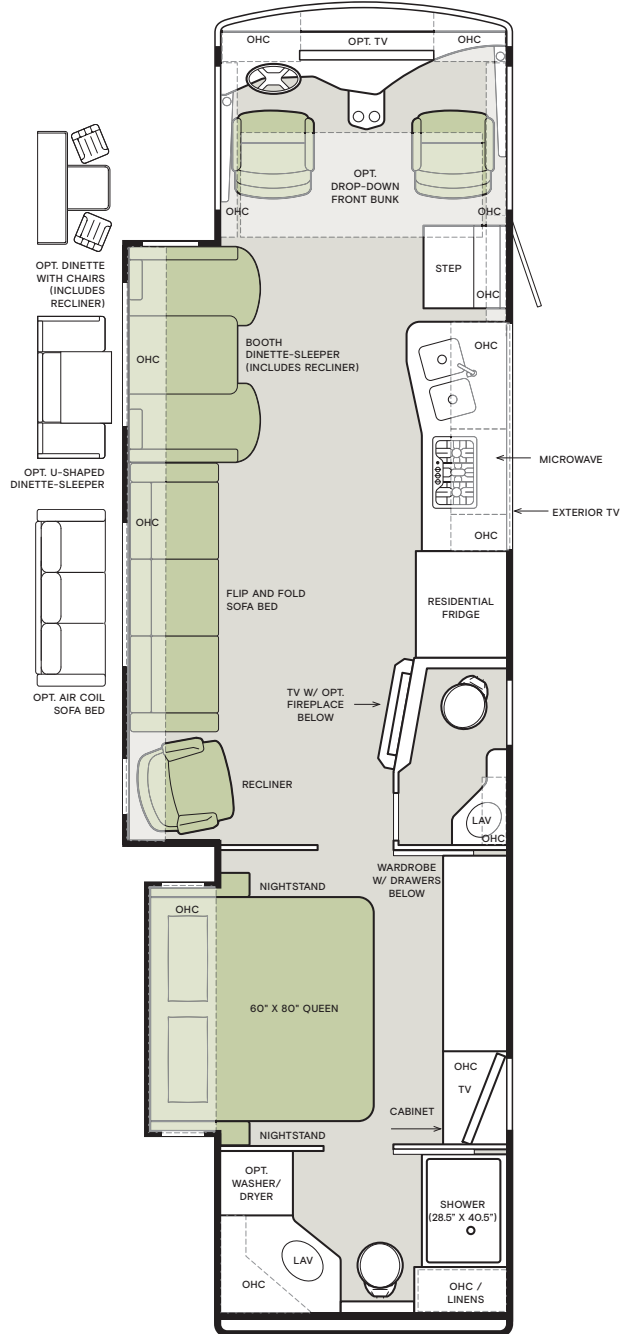 OHC
OPT. TV
OHC
OPT.
DROP-DOWN
FRONT BUNK
OHC
OHC
STEP
OHC
OPT. DINETTE
WITH CHAIRS
(INCLUDES
RECLINER)
BOOTH
DINETTE-SLEEPER
(INCLUDES RECLINER)
OHC
OHC
OPT. U-SHAPED
DINETTE-SLEEPER
MICROWAVE
EXTERIOR TV
OHC
OHC
FLIP AND FOLD
SOFA BED
RESIDENTIAL
FRIDGE
OPT. AIR COIL
SOFA BED
TV W/ OPT.
FIREPLACE
BELOW
RECLINER
LAV
OHC
WARDROBE
W/ DRAWERS
BELOW
NIGHTSTAND
OHC
60" X 80" QUEEN
OHC
TV
CABINET
NIGHTSTAND
OPT.
WASHER/
DRYER
SHOWER
(28.5" X 40.5")
LAV
OHC
OHC /
LINENS